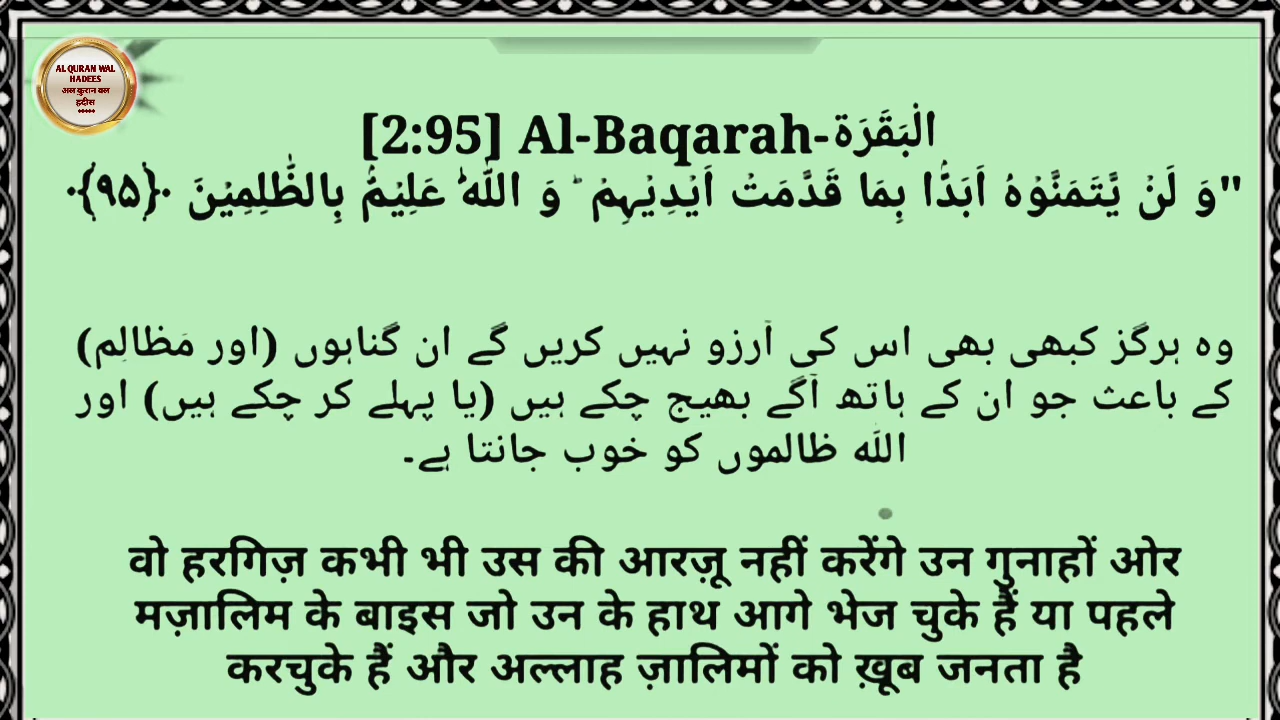 AL QURAN WAL
HADEES
अल कुरान वल
हदीस
*****
[2:95] Al-Baqarah-الْبَقَرَة
"وَ لَنۡ یَّتَمَنَّوۡہُ اَبَدًۢا بِمَا قَدَّمَتۡ اَیۡدِیۡہِمۡ ؕ وَ اللّٰہُ عَلِیۡمٌۢ بِالظّٰلِمِیۡنَ ﴿۹۵﴾
وہ ہرگز کبھی بھی اس کی آرزو نہیں کریں گے ان گناہوں (اور مَظالِم)
کے باعث جو ان کے ہاتھ آگے بھیج چکے ہیں (یا پہلے کر چکے ہیں) اور
اللہ ظالموں کو خوب جانتا ہے۔
वो हरगिज़ कभी भी उस की आरज़ू नहीं करेंगे उन गुनाहों ओर
मज़ालिम के बाइस जो उन के हाथ आगे भेज चुके हैं या पहले
करचुके हैं और अल्लाह ज़ालिमों को ख़ूब जनता है